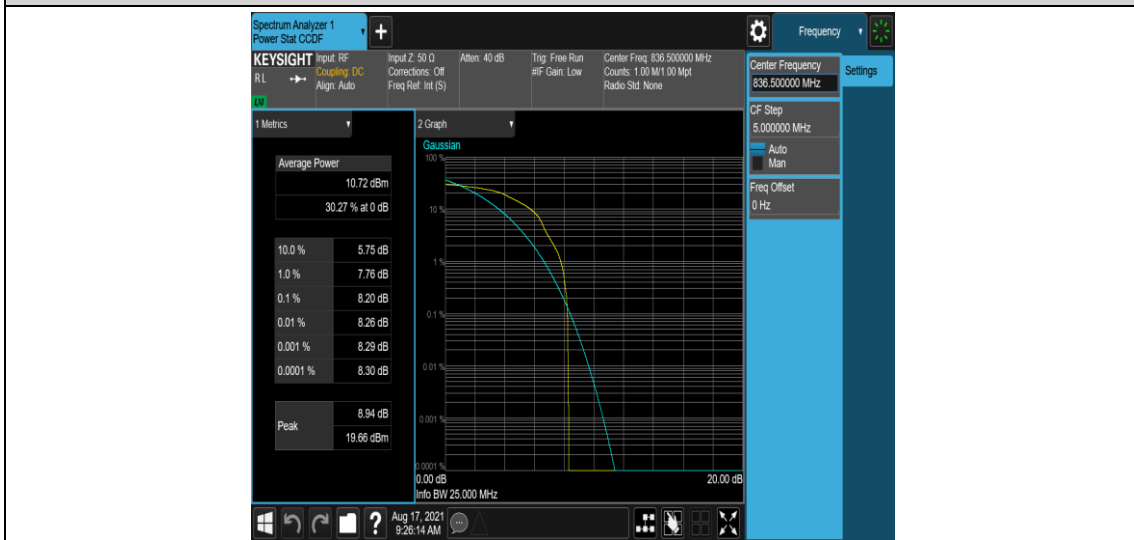 Spectrum Analyzer 1
Power Stat CCDF
+
Frequency
KEYSIGHT
RL
LXI
Input: RF
Coupling: DC
Align: Auto
Input Z: 50 Ω
Corrections: Off
Freq Ref: Int (S)
Atten: 40 dB
Trig: Free Run
#IF Gain: Low
Center Freq: 836.500000 MHz
Counts: 1.00 M/1.00 Mpt
Radio Std: None
Center Frequency
836.500000 MHz
Settings
CF Step
5.000000 MHz
Auto
Man
Freq Offset
0 Hz
1 Metrics
Average Power
10.72 dBm
30.27 % at 0 dB
10.0 % 5.75 dB
1.0 % 7.76 dB
0.1 % 8.20 dB
0.01 % 8.26 dB
0.001 % 8.29 dB
0.0001 % 8.30 dB
Peak
8.94 dB
19.66 dBm
2 Graph
Gaussian
100 %
10 %
1 %
0.1 %
0.01 %
0.001 %
0.0001 %
0.00 dB 20.00 dB
Info BW 25.000 MHz
?
Aug 17, 2021
9:26:14 AM